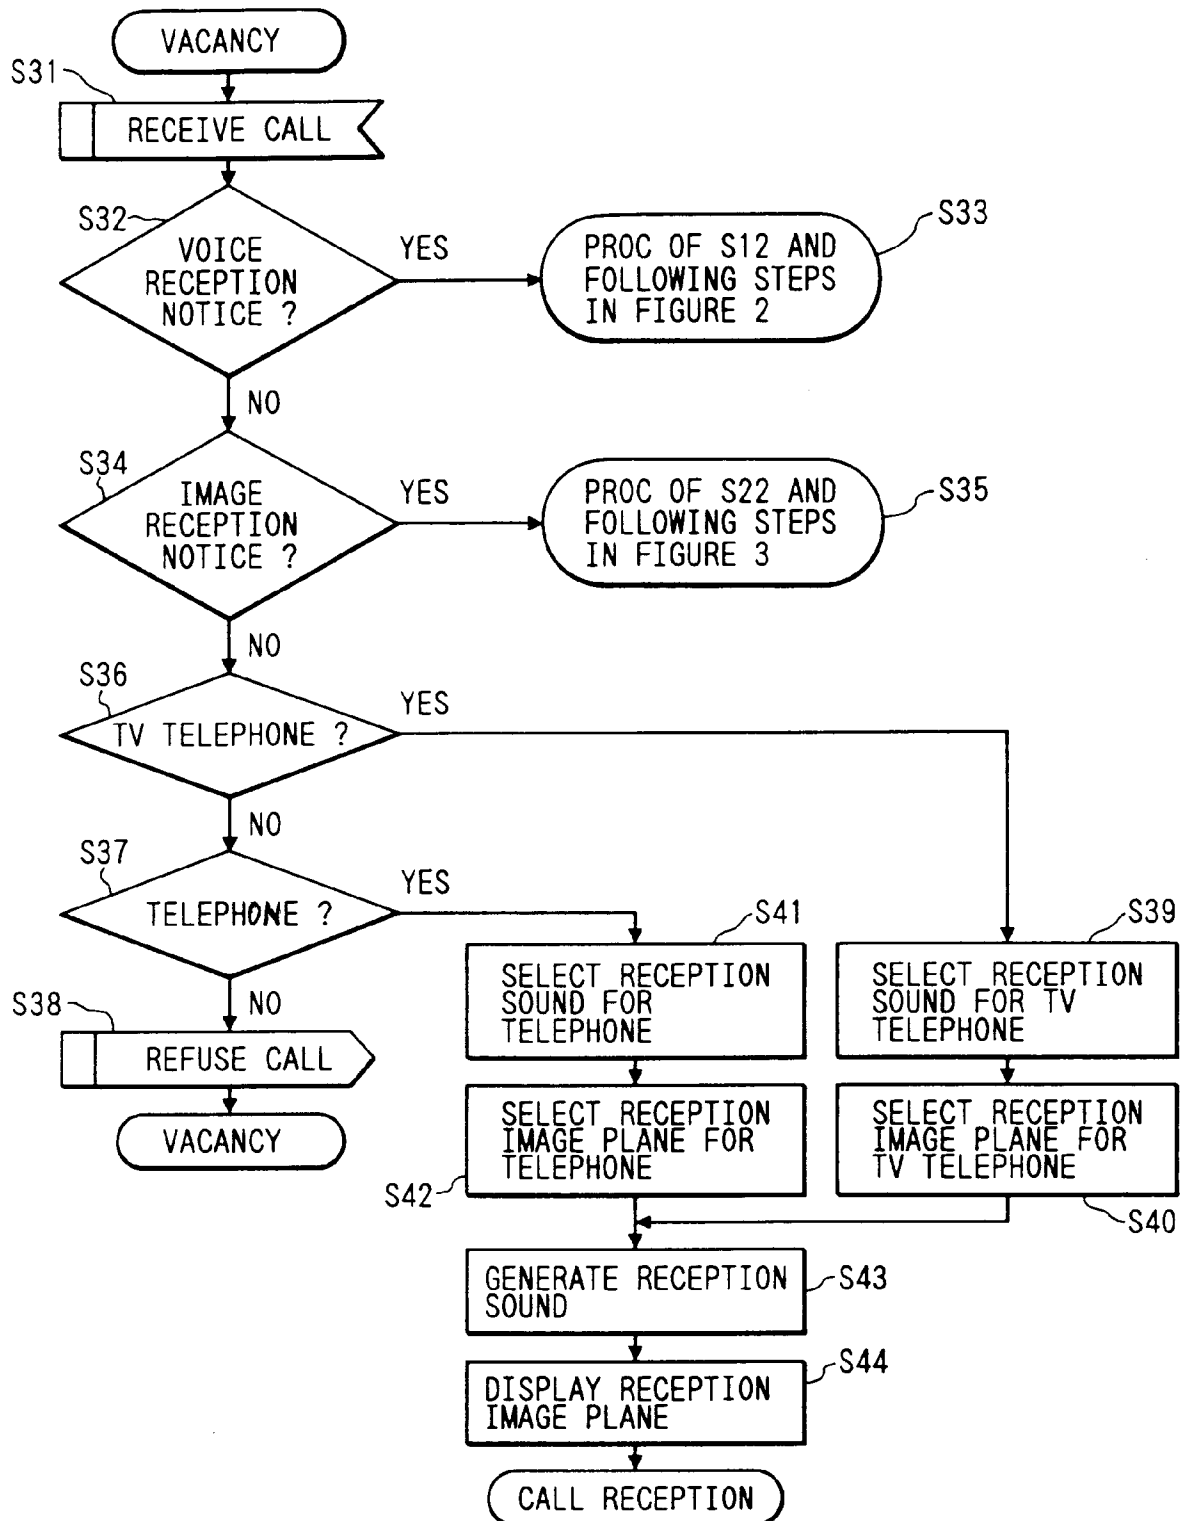 VACANCY
S31
RECEIVE CALL
S32
VOICE
RECEPTION
NOTICE ?
YES
S33
PROC OF S12 AND
FOLLOWING STEPS
IN FIGURE 2
NO
S34
IMAGE
RECEPTION
NOTICE ?
YES
S35
PROC OF S22 AND
FOLLOWING STEPS
IN FIGURE 3
NO
S36
TV TELEPHONE ?
YES
NO
S37
TELEPHONE ?
YES
NO
S38
REFUSE CALL
VACANCY
S41
SELECT RECEPTION
SOUND FOR
TELEPHONE
S39
SELECT RECEPTION
SOUND FOR TV
TELEPHONE
SELECT RECEPTION
IMAGE PLANE FOR
TELEPHONE
S42
SELECT RECEPTION
IMAGE PLANE FOR
TV TELEPHONE
S40
GENERATE RECEPTION
SOUND
S43
DISPLAY RECEPTION
IMAGE PLANE
S44
CALL RECEPTION